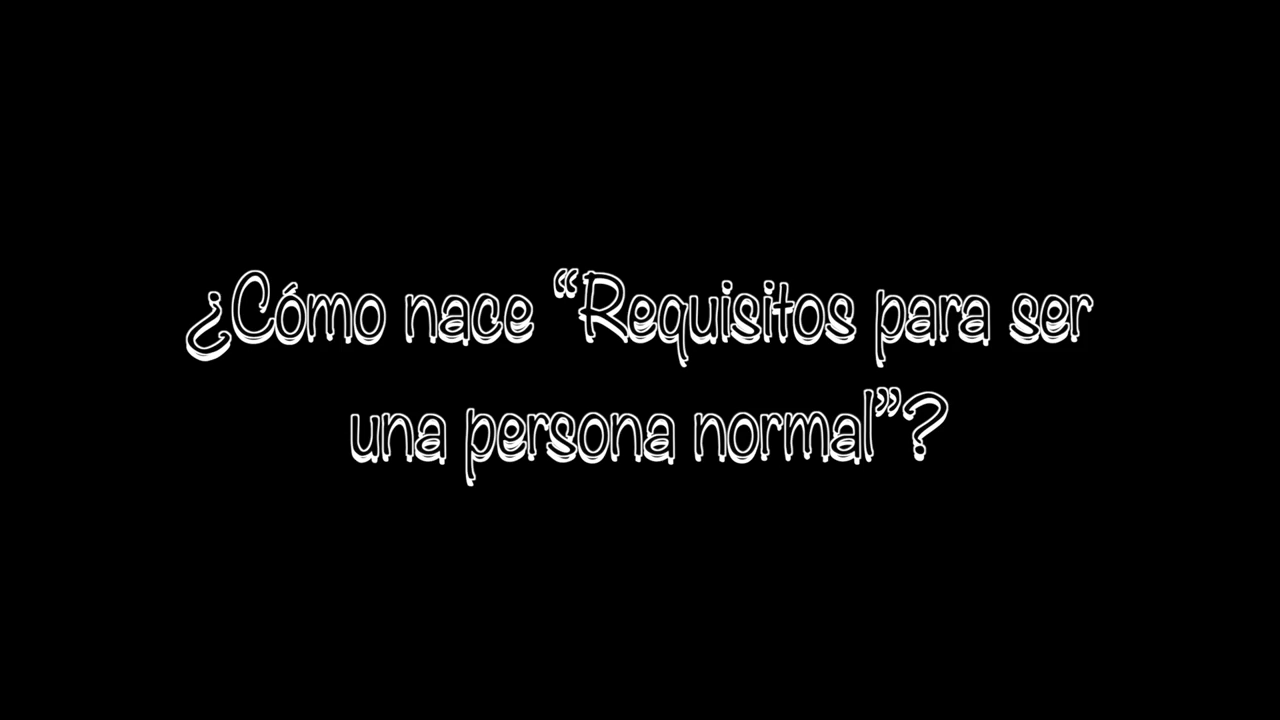 ¿Cómo nace “Requisitos para ser
una persona normal”?